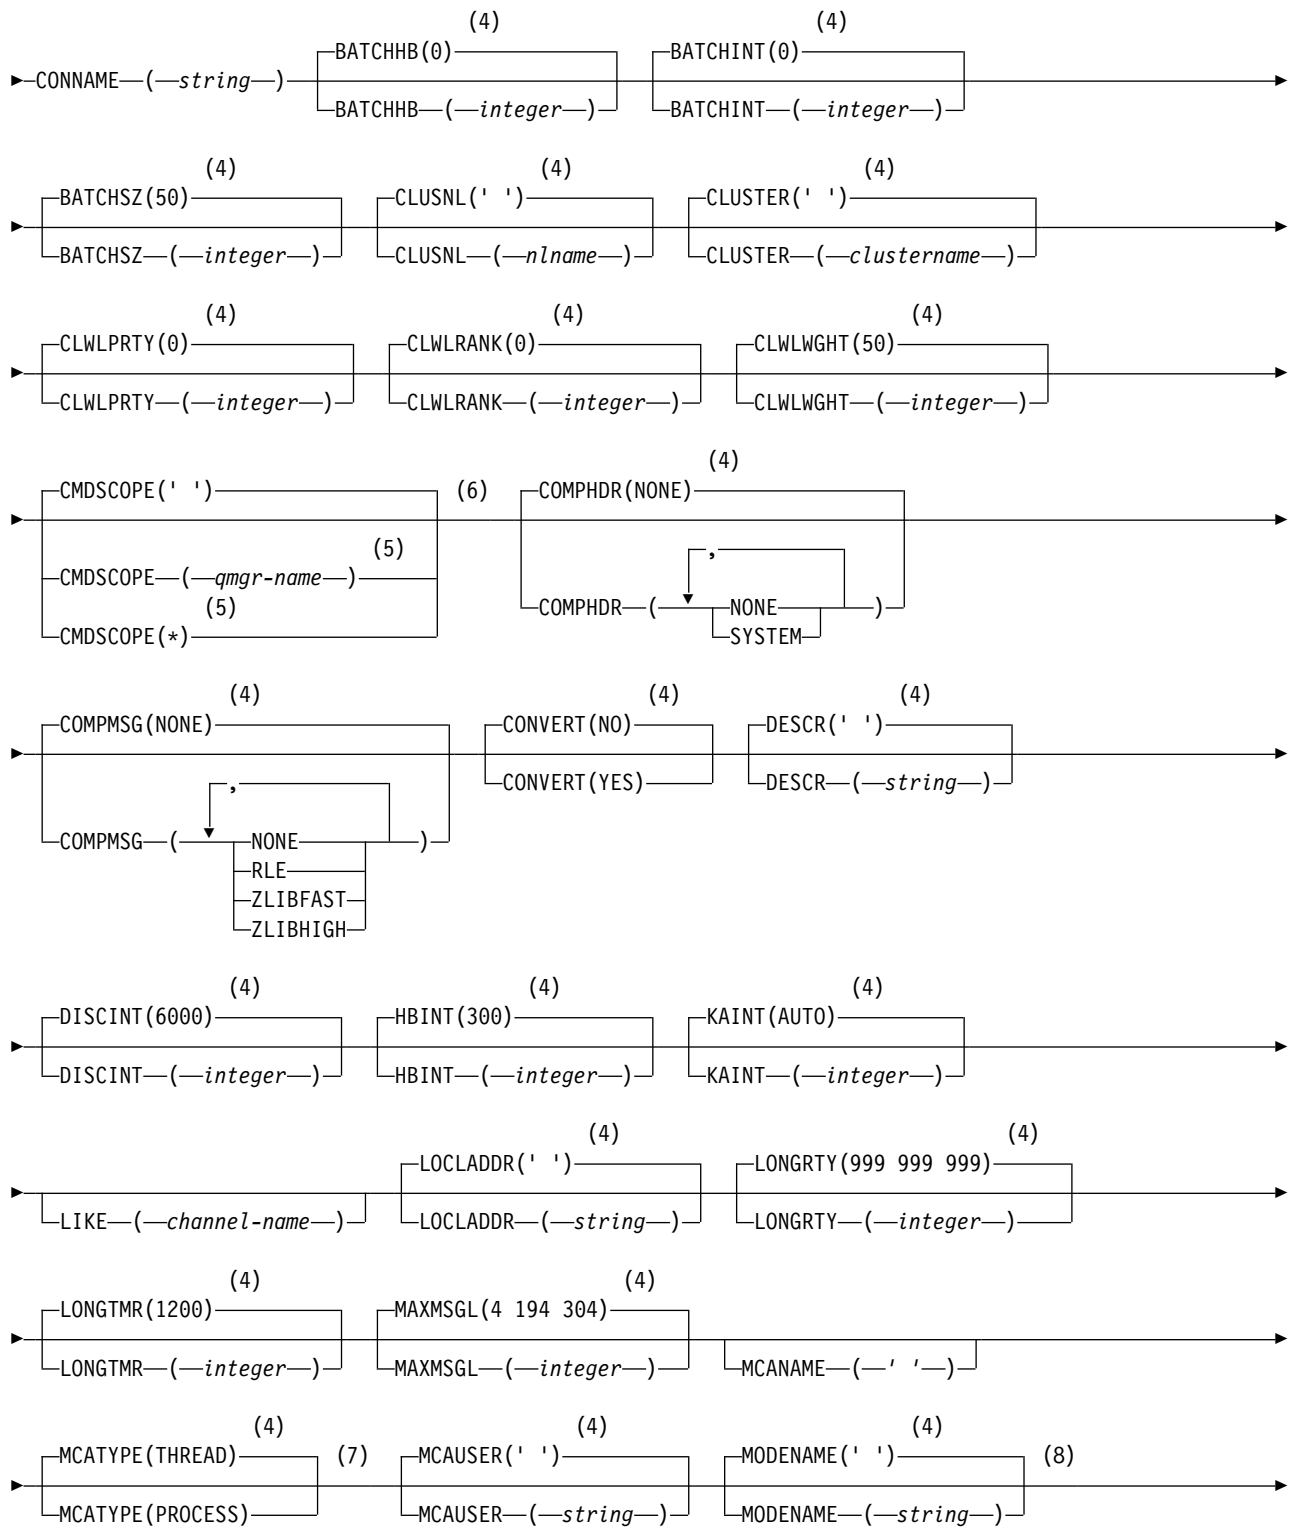 (4) (4)
BATCHHB(0) BATCHINT(0)
CONNAME ( string )
BATCHHB ( integer ) BATCHINT ( integer )
(4) (4) (4)
BATCHSZ(50) CLUSNL(' ') CLUSTER(' ')
BATCHSZ ( integer ) CLUSNL ( nlname ) CLUSTER ( clustername )
(4) (4) (4)
CLWLPRTY(0) CLWLRANK(0) CLWLWGHT(50)
CLWLPRTY ( integer ) CLWLRANK ( integer ) CLWLWGHT ( integer )
(4)
CMDSCOPE(' ') (6) COMPHDR(NONE)
(5) ,
CMDSCOPE ( qmgr-name )
(5) COMPHDR ( NONE )
CMDSCOPE(*) SYSTEM
(4) (4) (4)
COMPMSG(NONE) CONVERT(NO) DESCR(' ')
, CONVERT(YES) DESCR ( string )
COMPMSG ( NONE )
RLE
ZLIBFAST
ZLIBHIGH
(4) (4) (4)
DISCINT(6000) HBINT(300) KAINT(AUTO)
DISCINT ( integer ) HBINT ( integer ) KAINT ( integer )
(4) (4)
LOCLADDR(' ') LONGRTY(999 999 999)
LIKE ( channel-name ) LOCLADDR ( string ) LONGRTY ( integer )
(4) (4)
LONGTMR(1200) MAXMSGL(4 194 304)
LONGTMR ( integer ) MAXMSGL ( integer ) MCANAME ( ' ' )
(4) (4) (4)
MCATYPE(THREAD) (7) MCAUSER(' ') MODENAME(' ') (8)
MCATYPE(PROCESS) MCAUSER ( string ) MODENAME ( string )